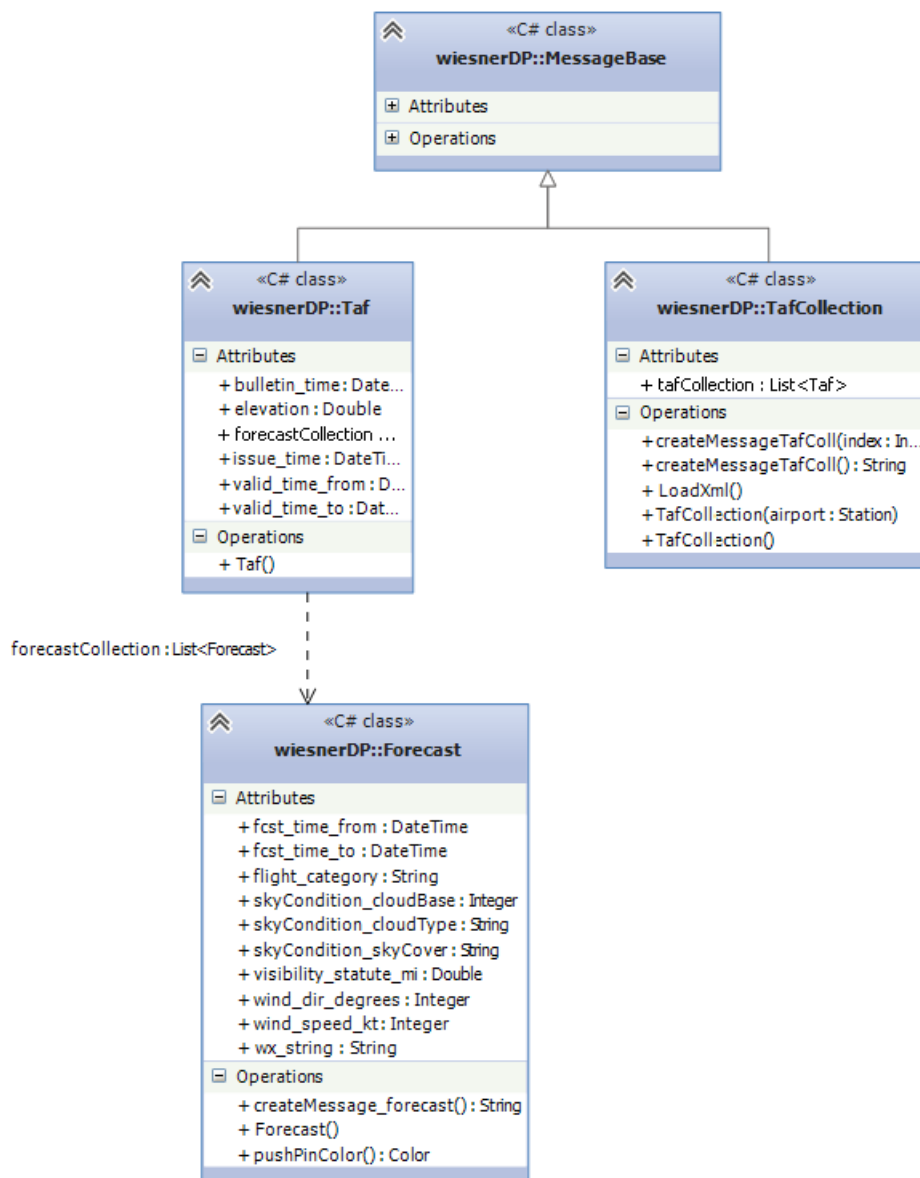 «C# class»
wiesnerDP::MessageBase
Attributes
Operations
«C# class»
wiesnerDP::Taf
Attributes
+ bulletin_time : Date...
+ elevation : Double
+ forecastCollection ...
+ issue_time : DateTi...
+ valid_time_from : D...
+ valid_time_to : Dat...
Operations
+ Taf()
«C# class»
wiesnerDP::TafCollection
Attributes
+ tafCollection : List<Taf>
Operations
+ createMessageTafColl(index : In...
+ createMessageTafColl() : String
+ LoadXml()
+ TafCollection(airport : Station)
+ TafCollection()
forecastCollection : List<Forecast>
«C# class»
wiesnerDP::Forecast
Attributes
+ fcst_time_from : DateTime
+ fcst_time_to : DateTime
+ flight_category : String
+ skyCondition_cloudBase : Integer
+ skyCondition_cloudType : String
+ skyCondition_skyCover : String
+ visibility_statute_mi : Double
+ wind_dir_degrees : Integer
+ wind_speed_kt : Integer
+ wx_string : String
Operations
+ createMessage_forecast() : String
+ Forecast()
+ pushPinColor() : Color